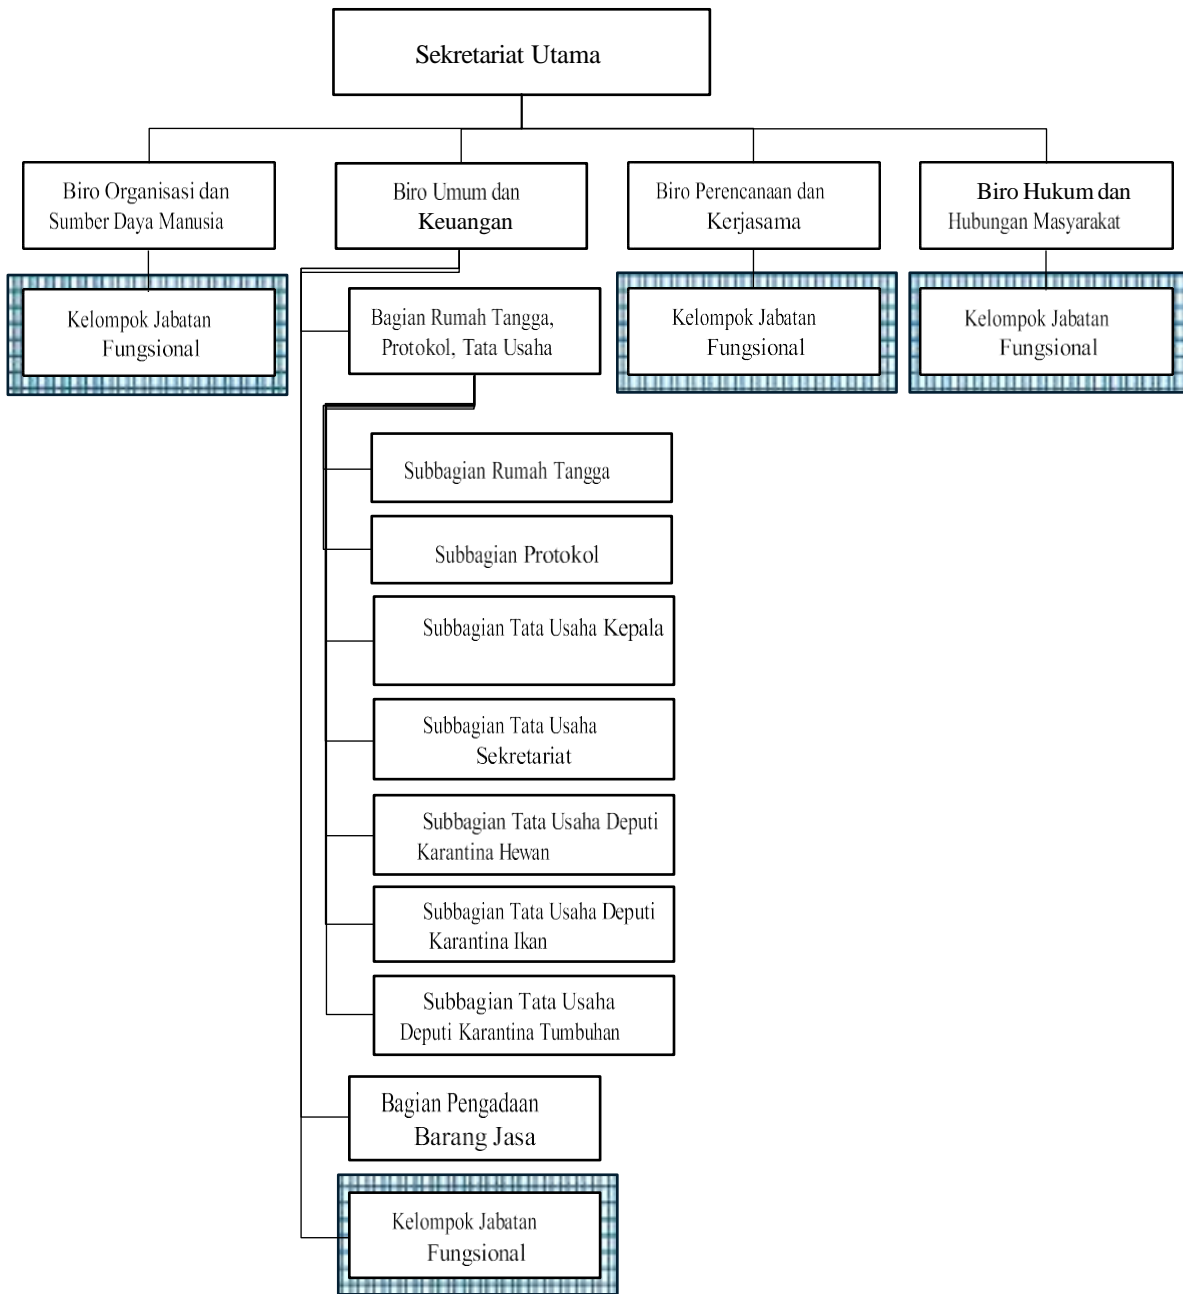 Sekretariat Utama
Biro Organisasi dan
Sumber Daya Manusia
Biro Umum dan
Keuangan
Biro Perencanaan dan
Kerjasama
Biro Hukum dan
Hubungan Masyarakat
Kelompok Jabatan
Fungsional
Bagian Rumah Tangga,
Protokol, Tata Usaha
Kelompok Jabatan
Fungsional
Kelompok Jabatan
Fungsional
Subbagian Rumah Tangga
Subbagian Protokol
Subbagian Tata Usaha Kepala
Subbagian Tata Usaha
Sekretariat
Subbagian Tata Usaha Deputi
Karantina Hewan
Subbagian Tata Usaha Deputi
Karantina Ikan
Subbagian Tata Usaha
Deputi Karantina Tumbuhan
Bagian Pengadaan
Barang Jasa
Kelompok Jabatan
Fungsional